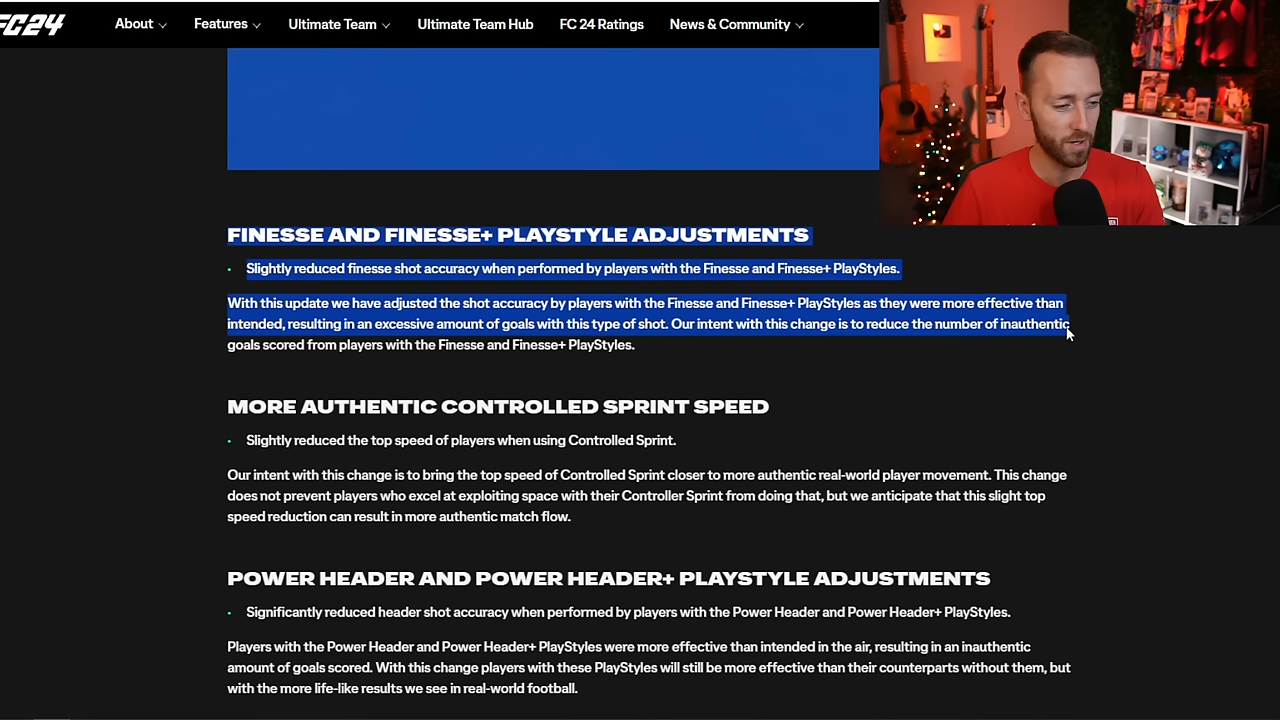 FC24
About
Features
Ultimate Team
Ultimate Team Hub
FC 24 Ratings
News & Community
FINESSE AND FINESSE+ PLAYSTYLE ADJUSTMENTS
• Slightly reduced finesse shot accuracy when performed by players with the Finesse and Finesse+ PlayStyles.
With this update we have adjusted the shot accuracy by players with the Finesse and Finesse+ PlayStyles as they were more effective than
intended, resulting in an excessive amount of goals with this type of shot. Our intent with this change is to reduce the number of inauthentic
goals scored from players with the Finesse and Finesse+ PlayStyles.
MORE AUTHENTIC CONTROLLED SPRINT SPEED
• Slightly reduced the top speed of players when using Controlled Sprint.
Our intent with this change is to bring the top speed of Controlled Sprint closer to more authentic real-world player movement. This change
does not prevent players who excel at exploiting space with their Controller Sprint from doing that, but we anticipate that this slight top
speed reduction can result in more authentic match flow.
POWER HEADER AND POWER HEADER+ PLAYSTYLE ADJUSTMENTS
• Significantly reduced header shot accuracy when performed by players with the Power Header and Power Header+ PlayStyles.
Players with the Power Header and Power Header+ PlayStyles were more effective than intended in the air, resulting in an inauthentic
amount of goals scored. With this change players with these PlayStyles will still be more effective than their counterparts without them, but
with the more life-like results we see in real-world football.